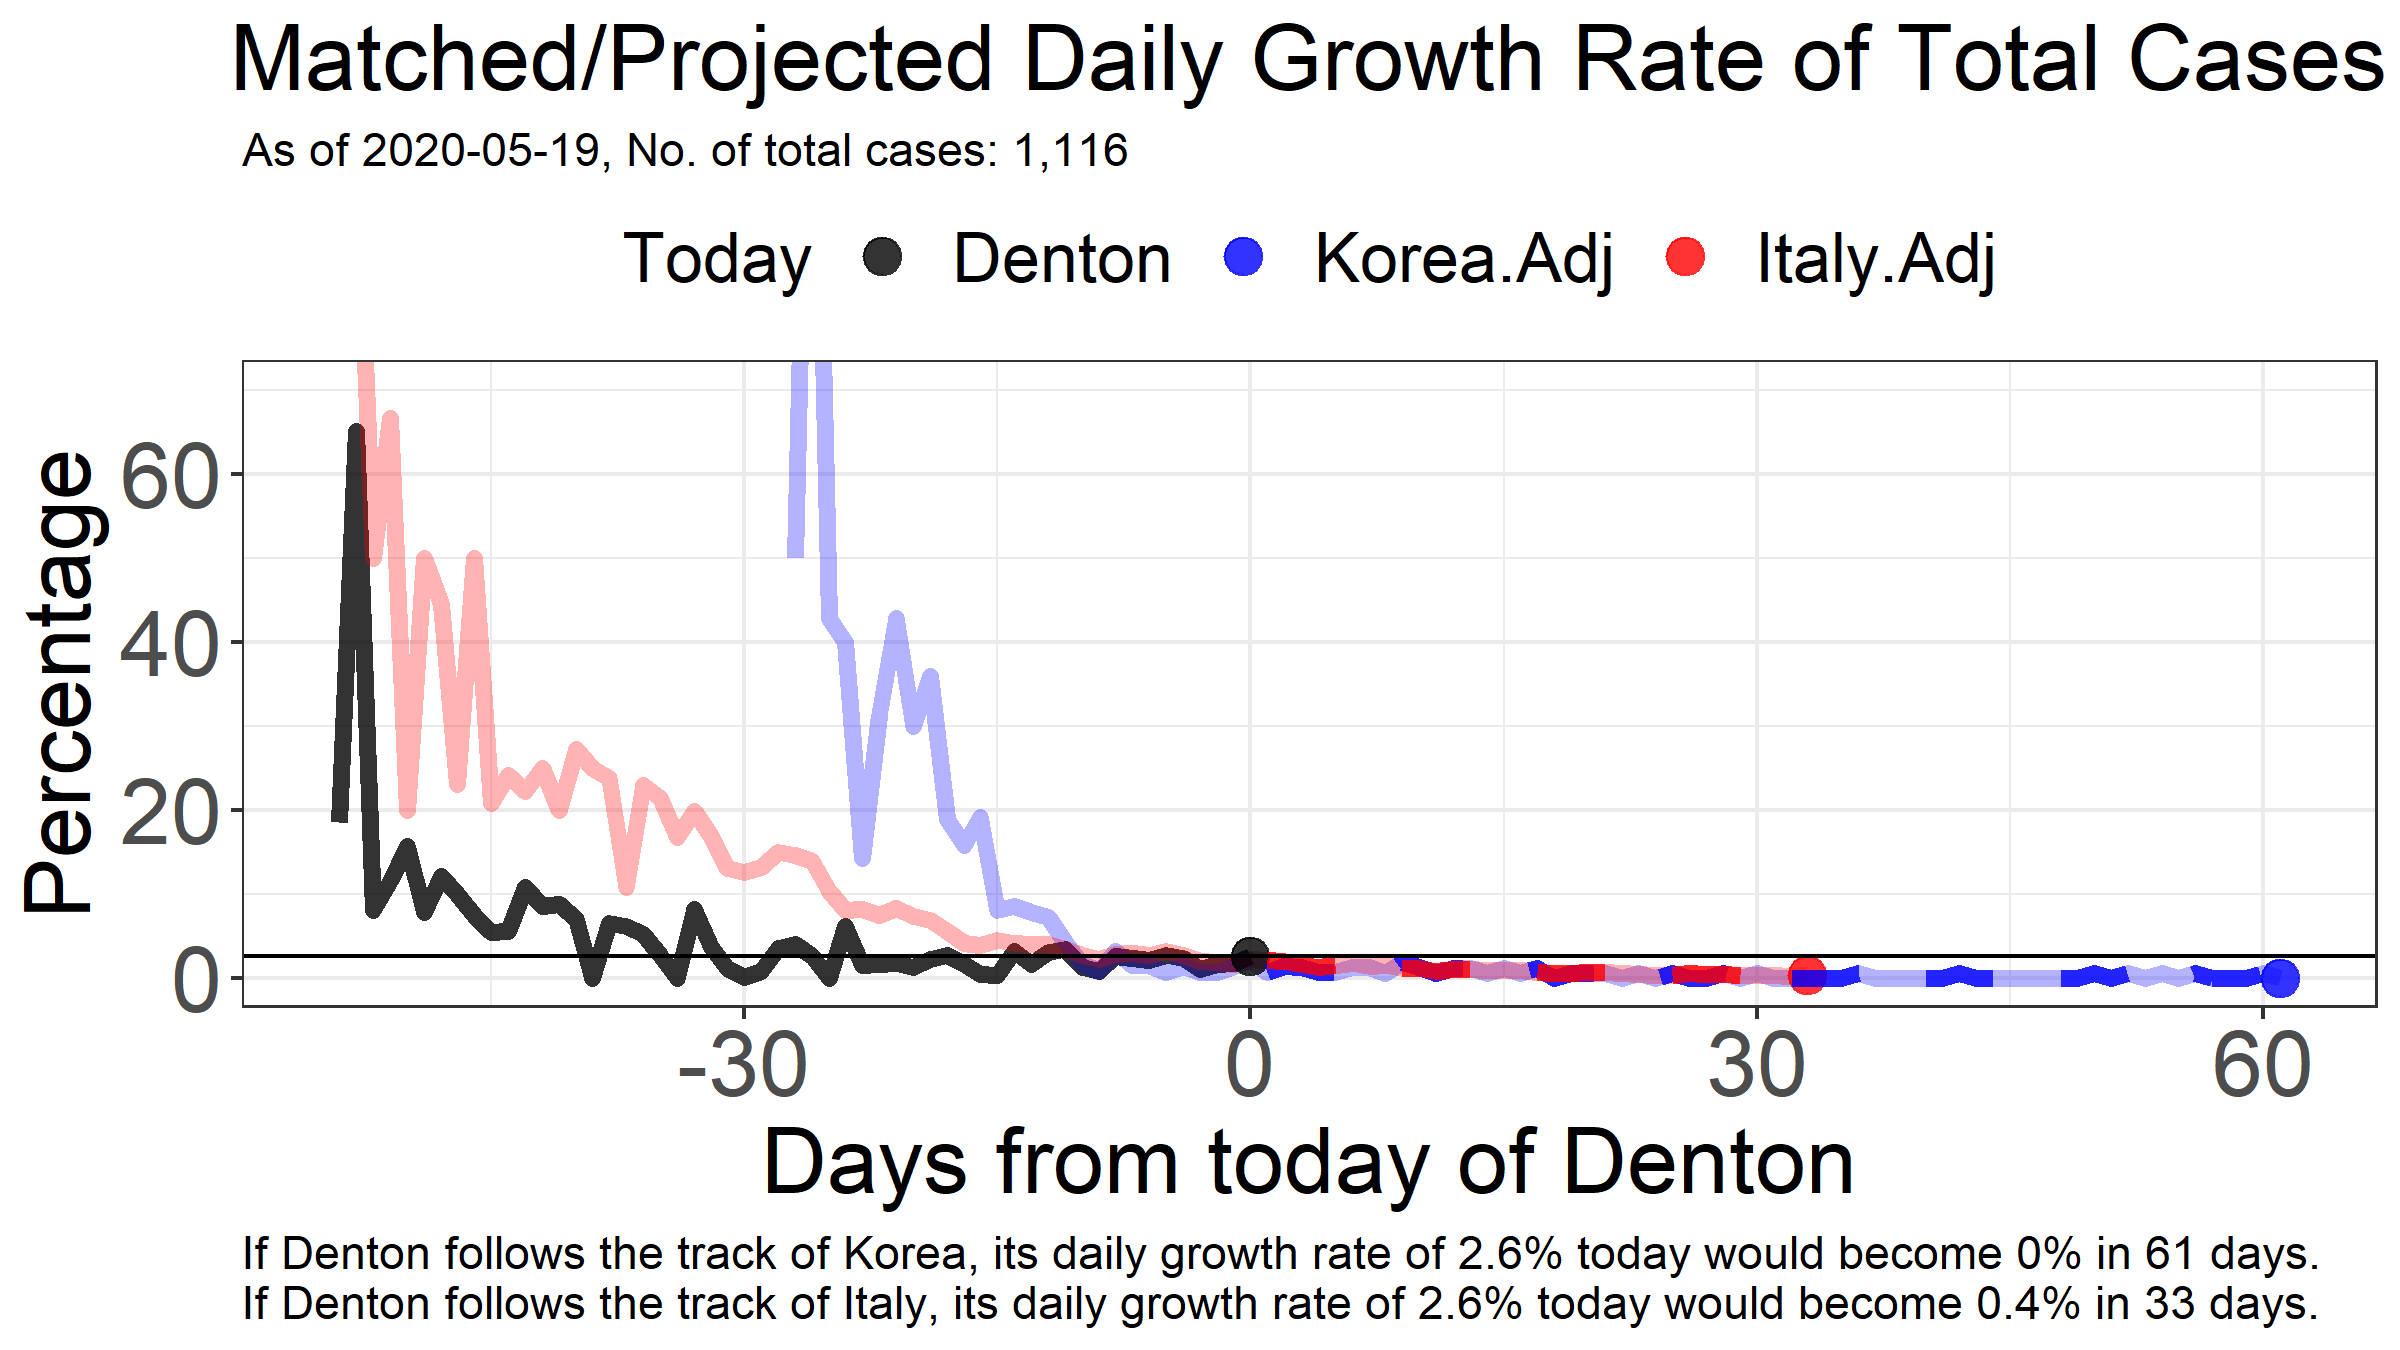 Matched/Projected Daily Growth Rate of Total Cases
As of 2020-05-19, No. of total cases: 1,116
Today Denton Korea.Adj Italy.Adj
Percentage
60
40
20
0
-30 0 30 60
Days from today of Denton
If Denton follows the track of Korea, its daily growth rate of 2.6% today would become 0% in 61 days.
If Denton follows the track of Italy, its daily growth rate of 2.6% today would become 0.4% in 33 days.